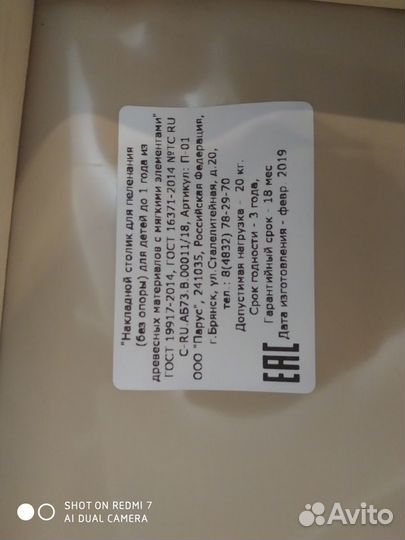 "Накладной столик для пеленания
(без опоры) для детей до 1 года из
древесных материалов с мягкими элементами"
ГОСТ 19917-2014, ГОСТ 16371-2014 №ТС RU
C-RU.АБ73.В.00011/18, Артикул: П-01
ООО "Парус", 241035, Российская Федерация,
г.Брянск, ул.Сталелитейная, д.20,
тел.: 8(4832) 78-29-70
Допустимая нагрузка - 20 кг.
Срок годности - 3 года,
Гарантийный срок - 18 мес
Дата изготовления - февр. 2019
EAC
SHOT ON REDMI 7
AI DUAL CAMERA
Avito